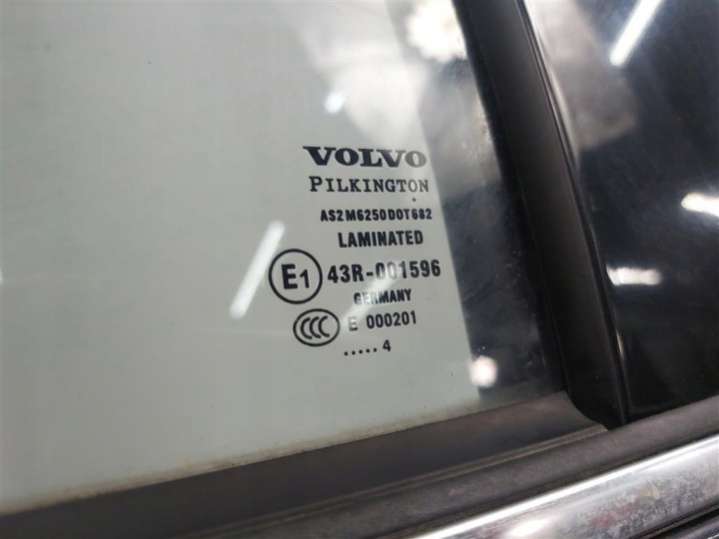 VOLVO
PILKINGTON
AS2 M6250 DOT682
LAMINATED
E1 43R-001596
GERMANY
CCC E 000201
..... 4